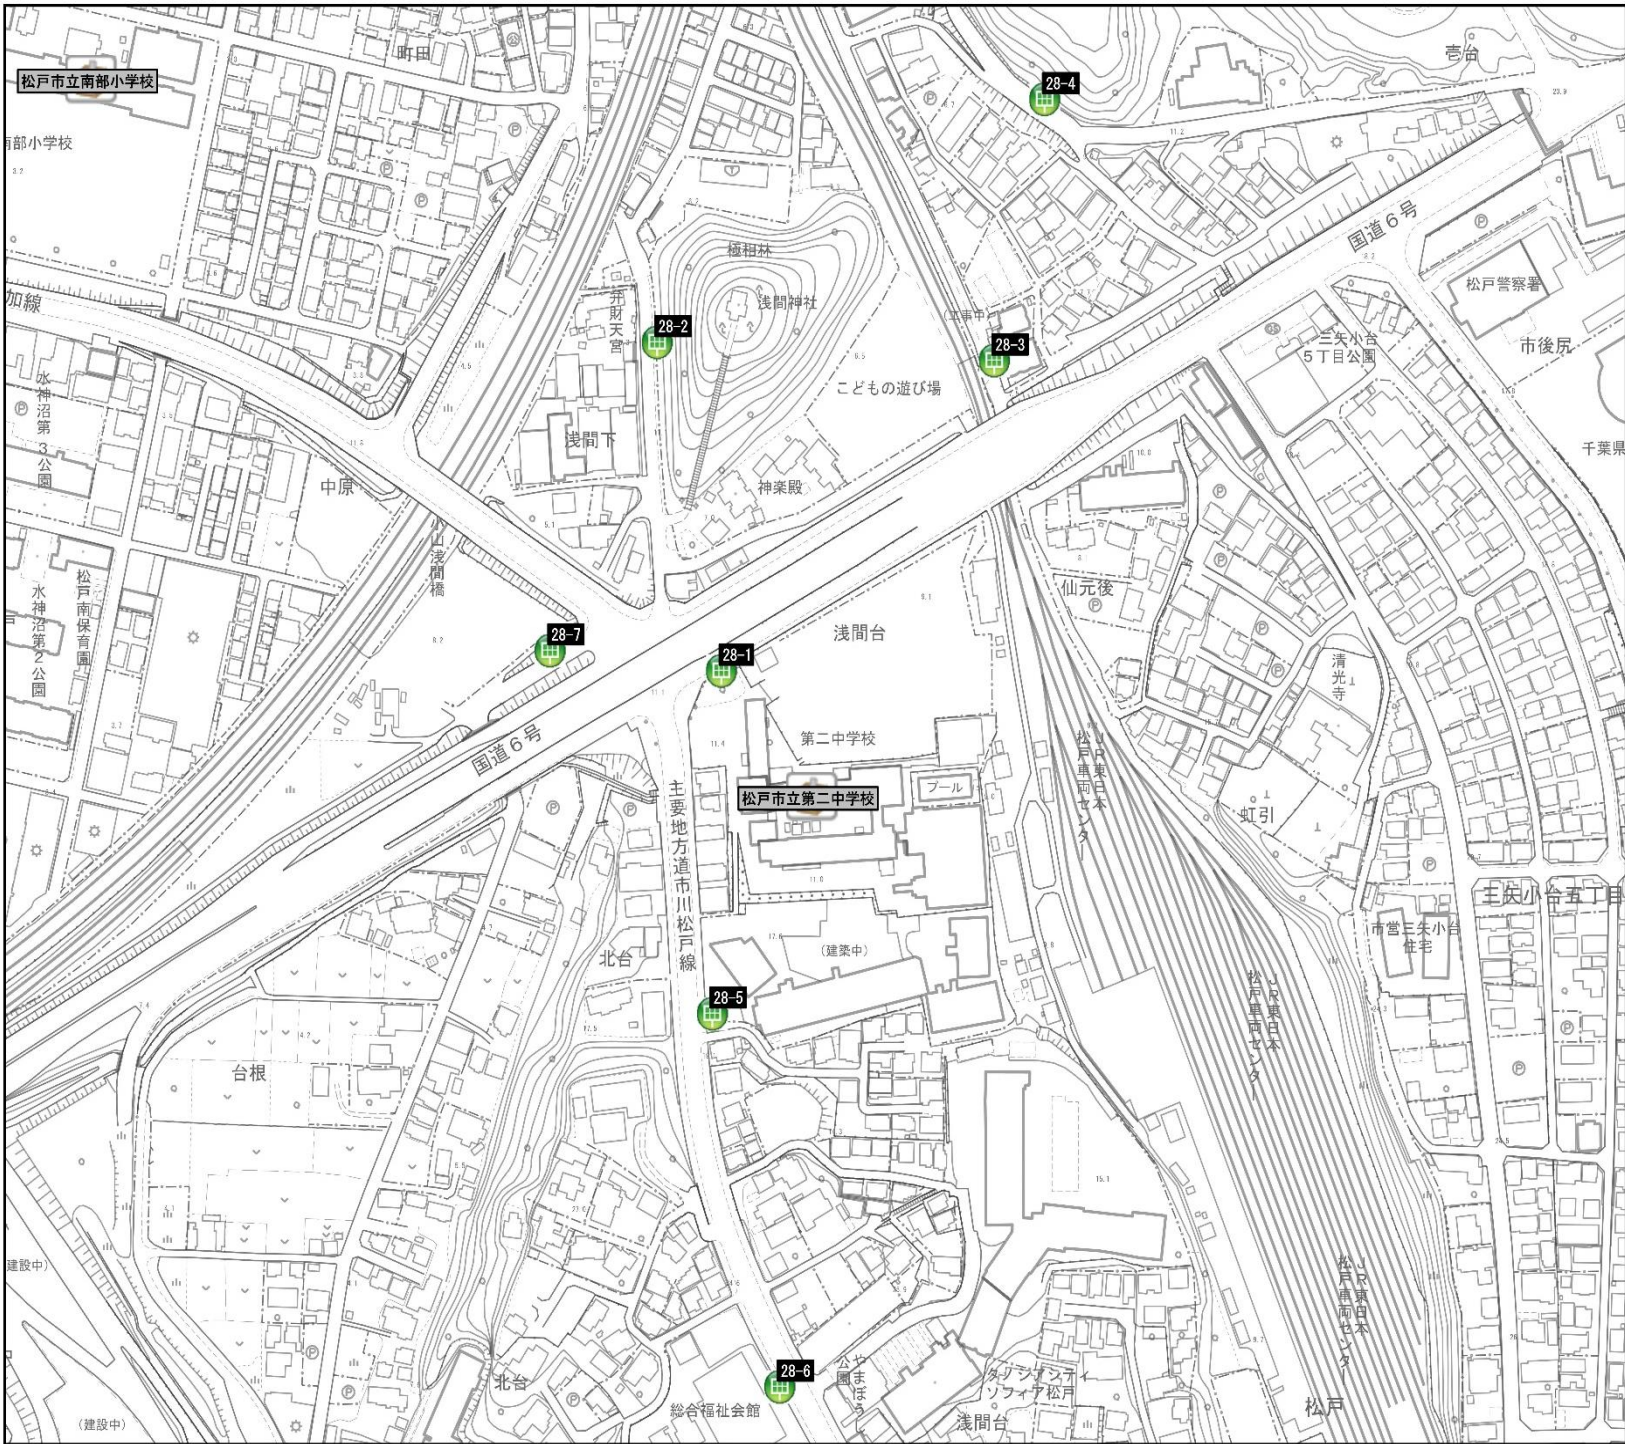 町田
松戸市立南部小学校
南部小学校
壱台
28-4
国道6号
松戸警察署
極相林
浅間神社
弁財天宮
28-2
(工事中)
28-3
三矢小台
5丁目公園
市後尻
こどもの遊び場
加線
水神沼第3公園
浅間下
神楽殿
中原
小山浅間橋
千葉県
水神沼第2公園
松戸南保育園
仙元後
浅間台
28-7
28-1
清光寺
国道6号
第二中学校
プール
松戸市立第二中学校
主要地方道市川松戸線
JR東日本
松戸車両センター
虹引
三矢小台五丁目
市営三矢小台
住宅
(建築中)
北台
28-5
JR東日本
松戸車両センター
台根
建設中)
JR東日本
松戸車両センター
28-6
やまぼうし
公園
北台
総合福祉会館
ソフィア松戸
浅間台
松戸
(建設中)